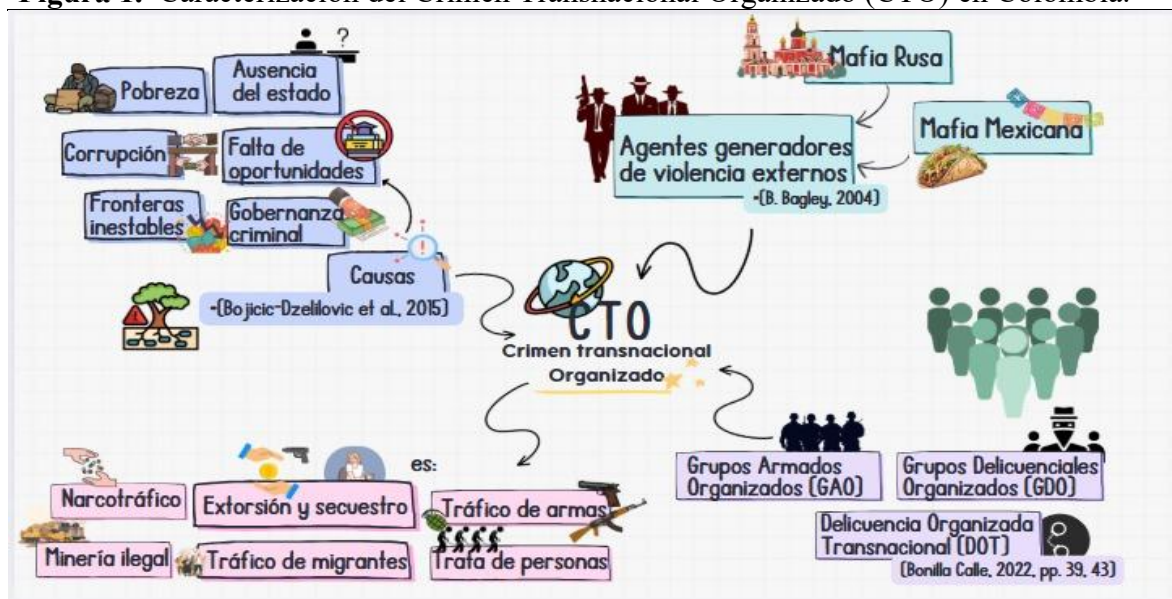 Figura 1. Caracterización del Crimen Transnacional Organizado (CTO) en Colombia.
Pobreza
Ausencia
del estado
?
Corrupción
Falta de
oportunidades
Fronteras
inestables
Gobernanza
criminal
Causas
-(Bojicic-Dzelilovic et al., 2015)
Mafia Rusa
Mafia Mexicana
Agentes generadores
de violencia externos
-(B. Bagley, 2004)
CTO
Crimen transnacional
Organizado
es:
Narcotráfico
Extorsión y secuestro
Tráfico de armas
Minería ilegal
Tráfico de migrantes
Trata de personas
Grupos Armados
Organizados (GAO)
Grupos Delicuenciales
Organizados (GDO)
Delicuencia Organizada
Transnacional (DOT)
(Bonilla Calle, 2022, pp. 39, 43)